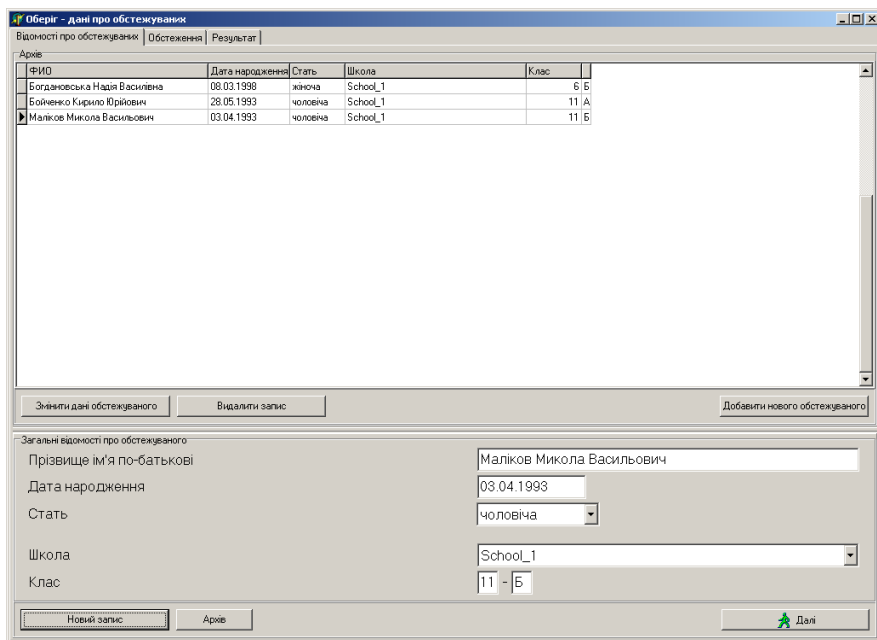 Оберіг - дані про обстежуваних
Відомості про обстежуваних Обстеження Результат
Архів
ФИО Дата народження Стать Школа Клас
Богдановська Надія Василівна 08.03.1998 жіноча School_1 6 Б
Бойченко Кирило Юрійович 28.05.1993 чоловіча School_1 11 А
Маліков Микола Васильович 03.04.1993 чоловіча School_1 11 Б
Змінити дані обстежуваного Видалити запис Добавити нового обстежуваного
Загальні відомості про обстежуваного
Прізвище ім'я по-батькові Маліков Микола Васильович
Дата народження 03.04.1993
Стать чоловіча
Школа School_1
Клас 11 - Б
Новий запис Архів Далі